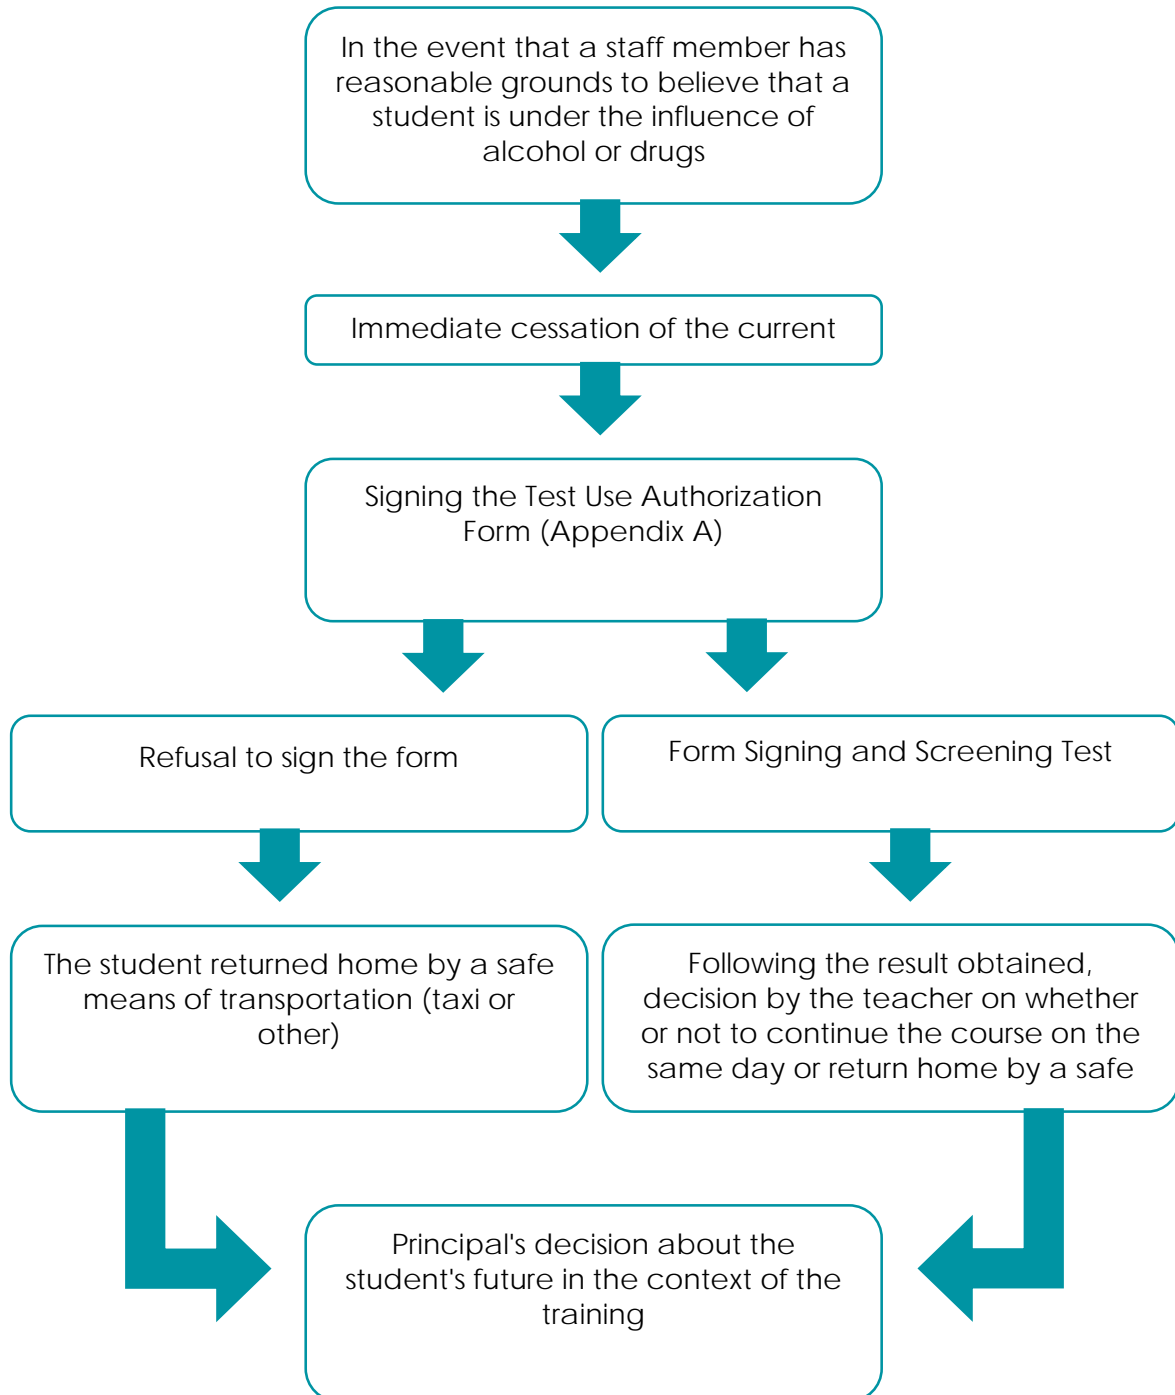 In the event that a staff member has
reasonable grounds to believe that a
student is under the influence of
alcohol or drugs
Immediate cessation of the current
Signing the Test Use Authorization
Form (Appendix A)
Refusal to sign the form
Form Signing and Screening Test
The student returned home by a safe
means of transportation (taxi or
other)
Following the result obtained,
decision by the teacher on whether
or not to continue the course on the
same day or return home by a safe
Principal's decision about the
student's future in the context of the
training